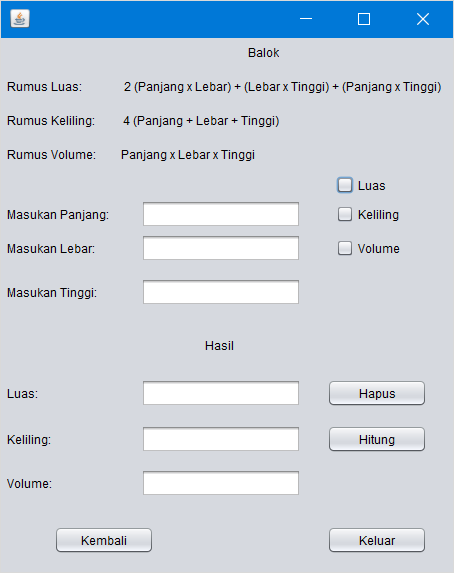 Balok
Rumus Luas: 2 (Panjang x Lebar) + (Lebar x Tinggi) + (Panjang x Tinggi)
Rumus Keliling: 4 (Panjang + Lebar + Tinggi)
Rumus Volume: Panjang x Lebar x Tinggi
Luas
Masukan Panjang: Keliling
Masukan Lebar: Volume
Masukan Tinggi:
Hasil
Luas: Hapus
Keliling: Hitung
Volume:
Kembali Keluar